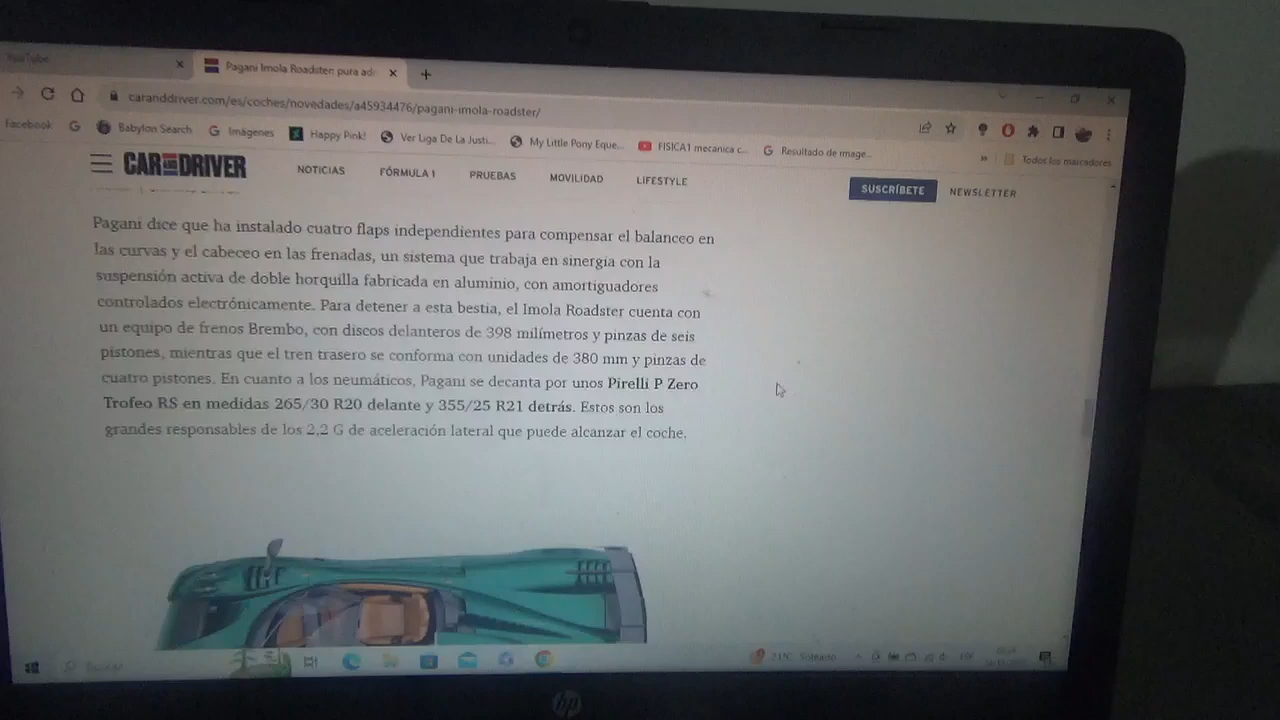 YouTube
Pagani Imola Roadster: pura adr
caranddriver.com/es/coches/novedades/a45934476/pagani-imola-roadster/
Facebook
Babylon Search
Imágenes
Happy Pink!
Ver Liga De La Justi...
My Little Pony Eque...
FISICA1 mecanica c...
Resultado de image...
»
Todos los marcadores
CAR AND DRIVER
NOTICIAS
FÓRMULA 1
PRUEBAS
MOVILIDAD
LIFESTYLE
SUSCRÍBETE
NEWSLETTER
Pagani dice que ha instalado cuatro flaps independientes para compensar el balanceo en
las curvas y el cabeceo en las frenadas, un sistema que trabaja en sinergia con la
suspensión activa de doble horquilla fabricada en aluminio, con amortiguadores
controlados electrónicamente. Para detener a esta bestia, el Imola Roadster cuenta con
un equipo de frenos Brembo, con discos delanteros de 398 milímetros y pinzas de seis
pistones, mientras que el tren trasero se conforma con unidades de 380 mm y pinzas de
cuatro pistones. En cuanto a los neumáticos, Pagani se decanta por unos Pirelli P Zero
Trofeo RS en medidas 265/30 R20 delante y 355/25 R21 detrás. Estos son los
grandes responsables de los 2,2 G de aceleración lateral que puede alcanzar el coche.
Buscar
21°C Soleado
hp